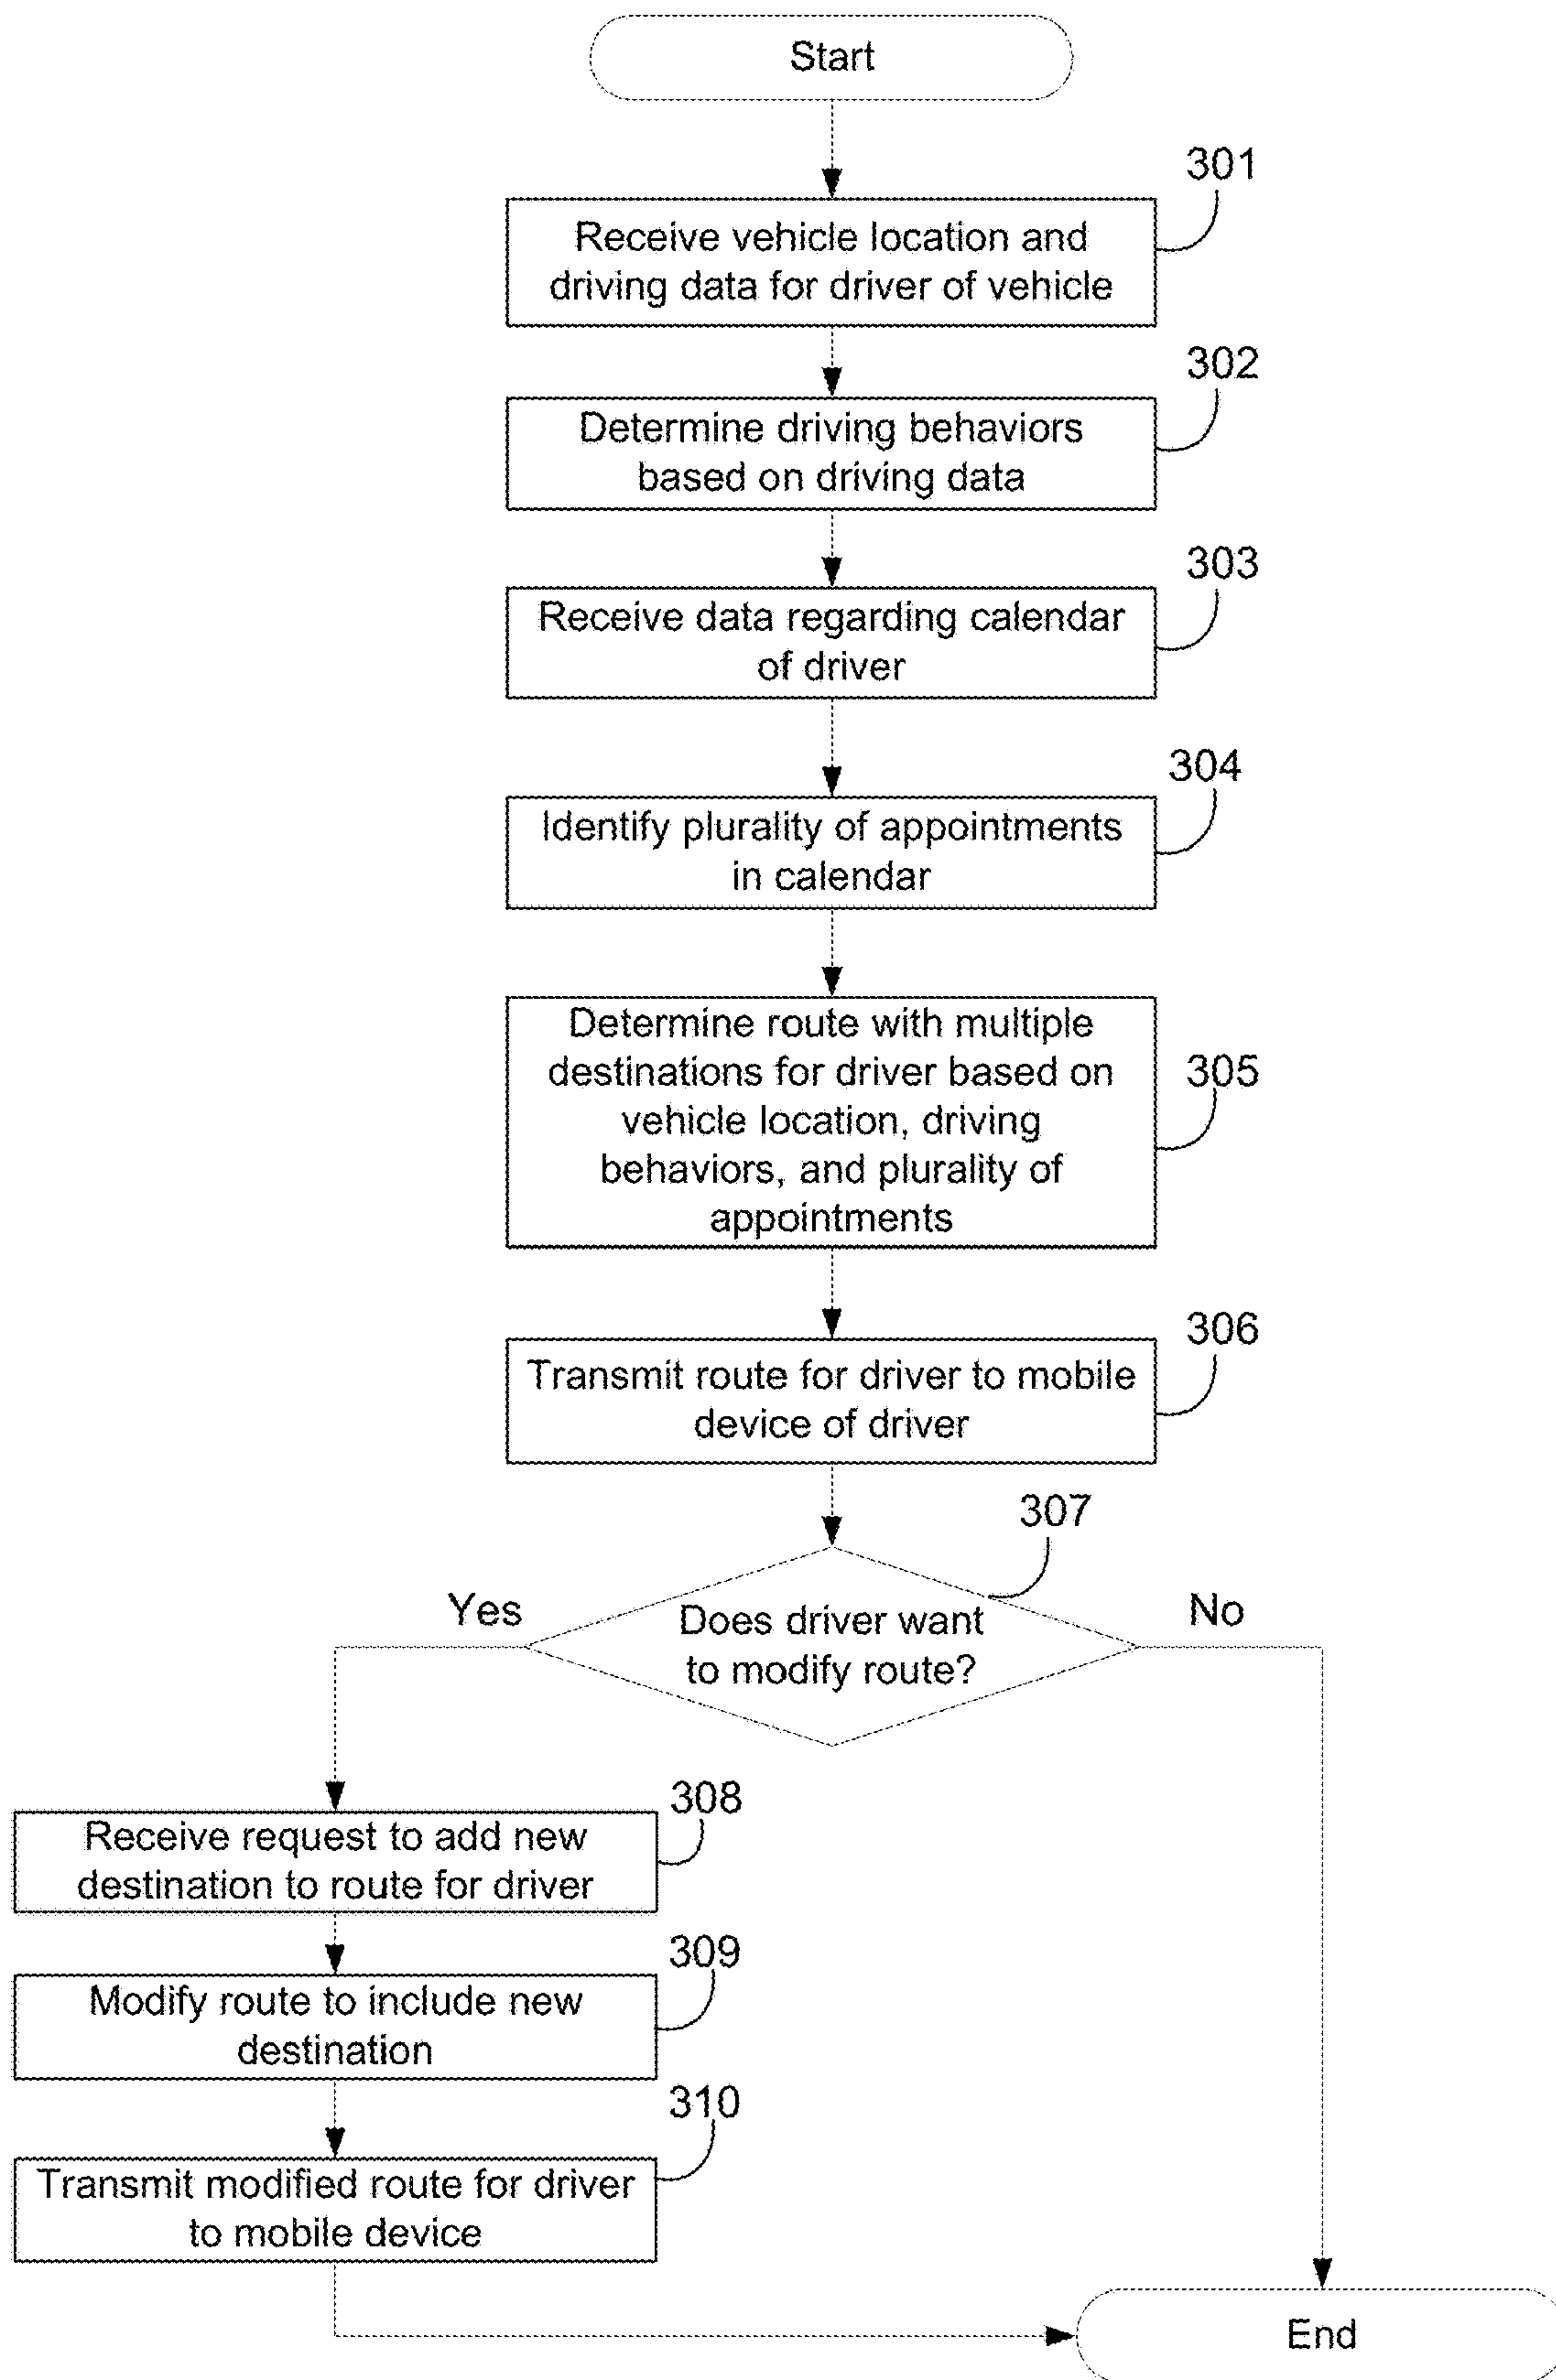 Start
301
Receive vehicle location and
driving data for driver of vehicle
302
Determine driving behaviors
based on driving data
303
Receive data regarding calendar
of driver
304
Identify plurality of appointments
in calendar
305
Determine route with multiple
destinations for driver based on
vehicle location, driving
behaviors, and plurality of
appointments
306
Transmit route for driver to mobile
device of driver
307
Yes
No
Does driver want
to modify route?
308
Receive request to add new
destination to route for driver
309
Modify route to include new
destination
310
Transmit modified route for driver
to mobile device
End